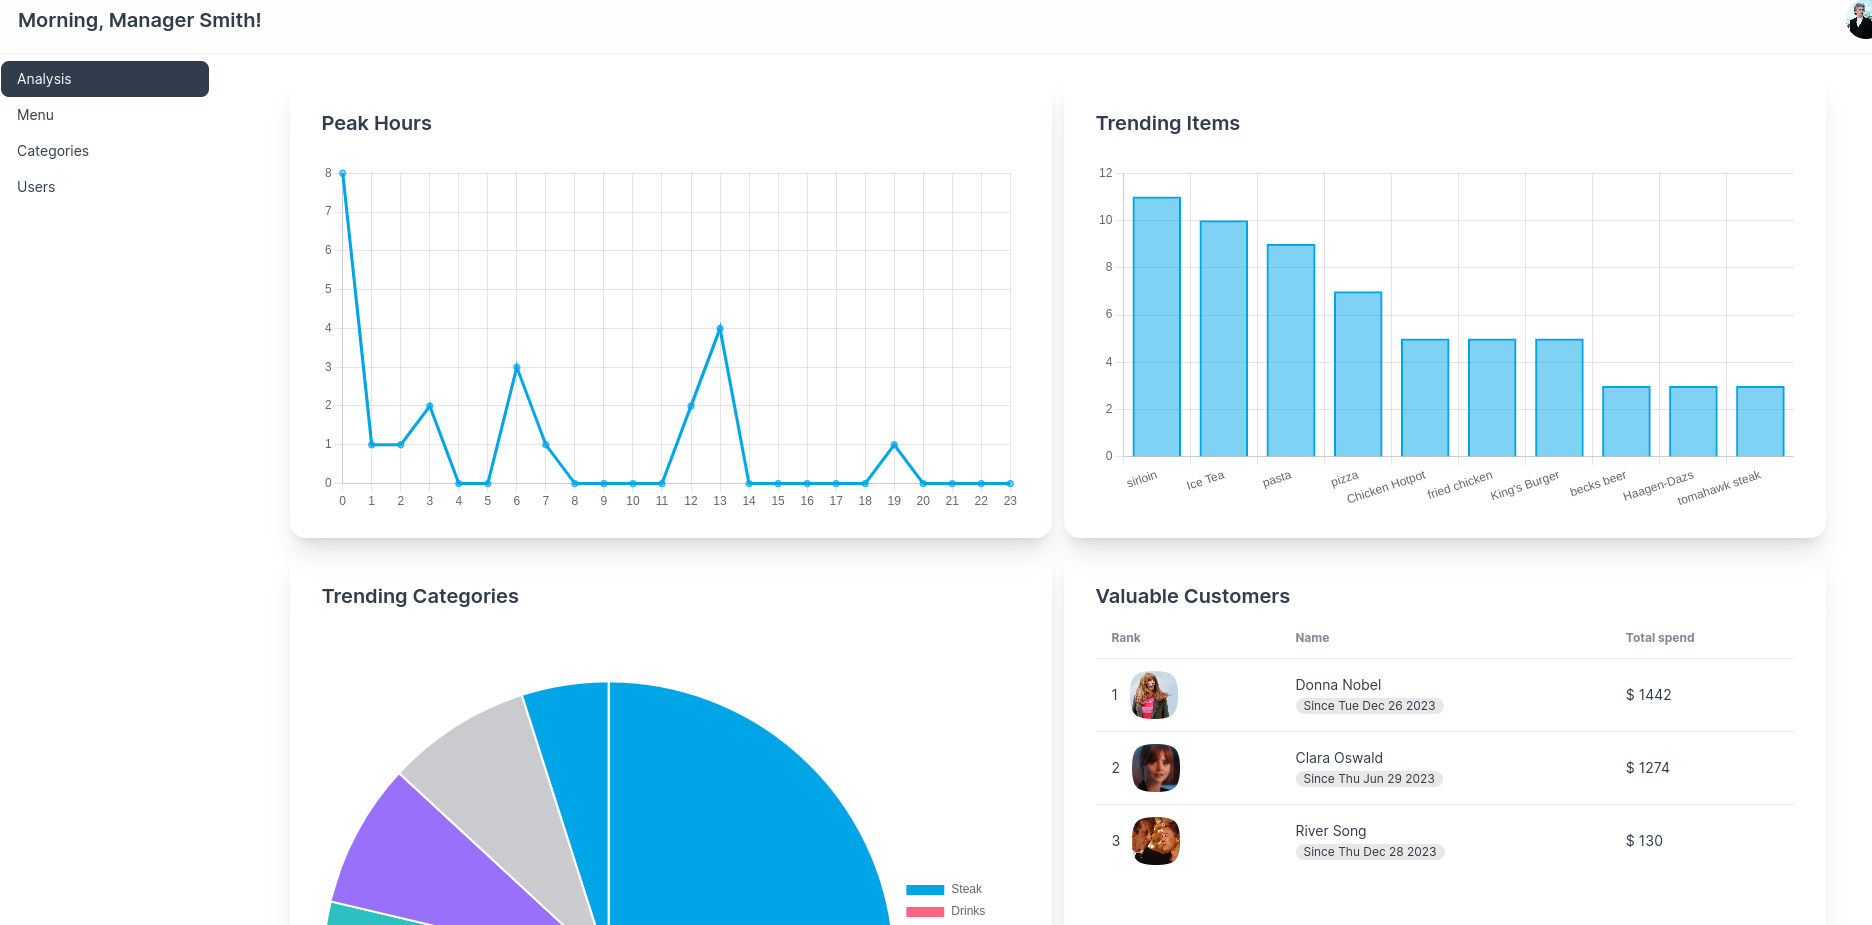 Morning, Manager Smith!
Analysis
Menu
Categories
Users
Peak Hours
8
7
6
5
4
3
2
1
0
0 1 2 3 4 5 6 7 8 9 10 11 12 13 14 15 16 17 18 19 20 21 22 23
Trending Items
12
10
8
6
4
2
0
sirloin Ice Tea pasta pizza Chicken Hotpot fried chicken King's Burger becks beer Haagen-Dazs tomahawk steak
Trending Categories
Steak
Drinks
Valuable Customers
Rank Name Total spend
1 Donna Nobel $ 1442
Since Tue Dec 26 2023
2 Clara Oswald $ 1274
Since Thu Jun 29 2023
3 River Song $ 130
Since Thu Dec 28 2023